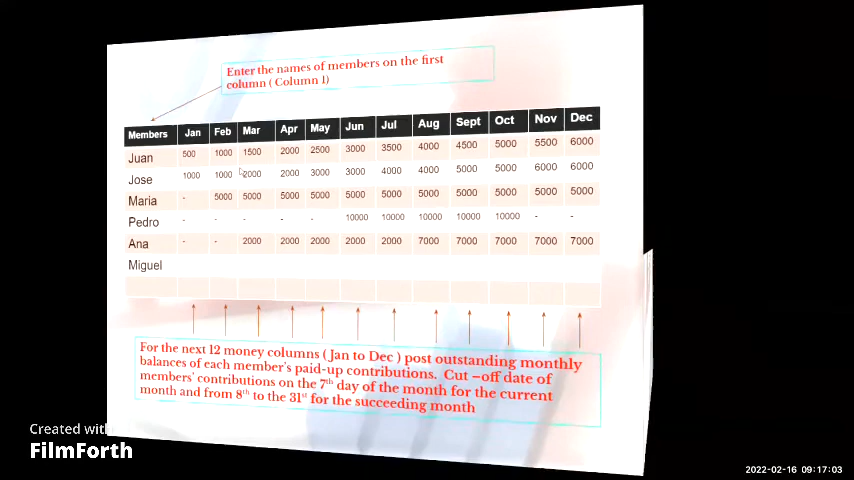 Enter the names of members on the first
column ( Column 1)
Members Jan Feb Mar Apr May Jun Jul Aug Sept Oct Nov Dec
Juan 500 1000 1500 2000 2500 3000 3500 4000 4500 5000 5500 6000
Jose 1000 1000 2000 2000 3000 3000 4000 4000 5000 5000 6000 6000
Maria - 5000 5000 5000 5000 5000 5000 5000 5000 5000 5000 5000
Pedro - - - - - 10000 10000 10000 10000 10000 - -
Ana - - 2000 2000 2000 2000 2000 7000 7000 7000 7000 7000
Miguel
For the next 12 money columns ( Jan to Dec ) post outstanding monthly
balances of each member's paid-up contributions. Cut –off date of
members' contributions on the 7th day of the month for the current
month and from 8th to the 31st for the succeeding month
Created with
FilmForth
2022-02-16 09:17:03